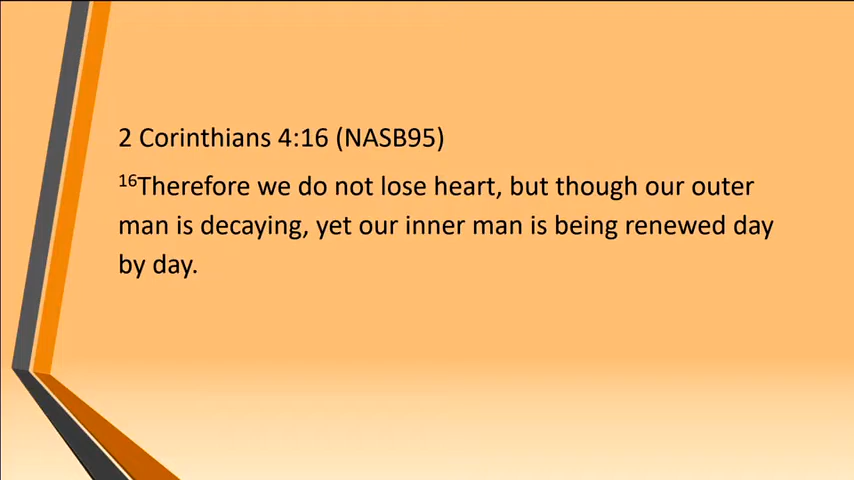 2 Corinthians 4:16 (NASB95)
16Therefore we do not lose heart, but though our outer
man is decaying, yet our inner man is being renewed day
by day.